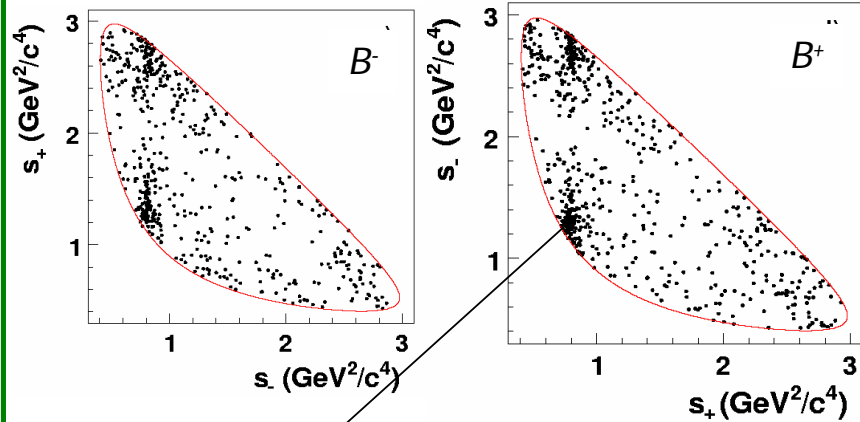 B-
s+ (GeV2/c4)
3
2
1
1 2 3
s- (GeV2/c4)
B+
s- (GeV2/c4)
3
2
1
1 2 3
s+ (GeV2/c4)